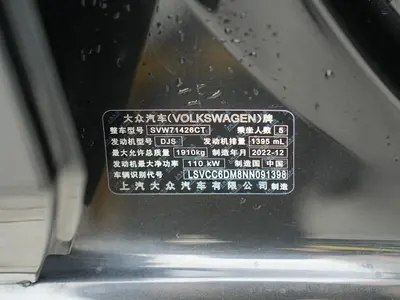 大众汽车(VOLKSWAGEN)牌
整车型号 SVW71426CT 乘坐人数 5
发动机型号 DJS 发动机排量 1395 mL
最大允许总质量 1910kg 制造年月 2022-12
发动机最大净功率 110 kW 制造国 中国
车辆识别代号 LSVCC6DM8NN091398
上汽大众汽车有限公司 制造